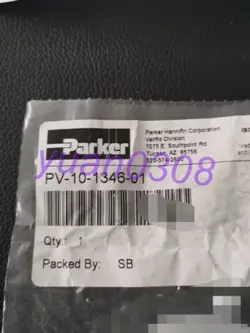 Parker
Parker Hannifin Corporation
Veriflo Division
7075 E. Southpoint Rd
Tucson, AZ 85756
yuan0308
PV-10-1346-01
Qty.: 1
Packed By: SB